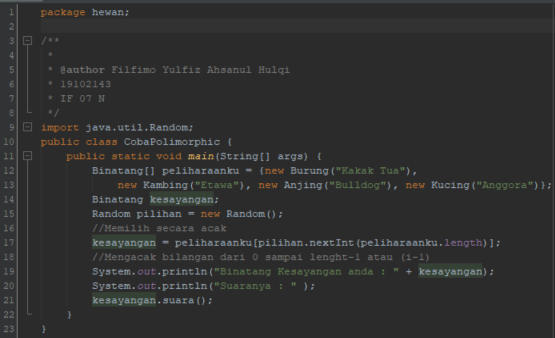 1 package hewan;
2
3 /**
4 *
5 * @author Filfimo Yulfiz Ahsanul Hulqi
6 * 19102143
7 * IF 07 N
8 */
9 import java.util.Random;
10 public class CobaPolimorphic {
11 public static void main(String[] args) {
12 Binatang[] peliharaanku = {new Burung("Kakak Tua"),
13 new Kambing("Etawa"), new Anjing("Bulldog"), new Kucing("Anggora")};
14 Binatang kesayangan;
15 Random pilihan = new Random();
16 //Memilih secara acak
17 kesayangan = peliharaanku[pilihan.nextInt(peliharaanku.length)];
18 //Mengacak bilangan dari 0 sampai lenght-1 atau (i-1)
19 System.out.println("Binatang Kesayangan anda : " + kesayangan);
20 System.out.println("Suaranya : " );
21 kesayangan.suara();
22 }
23 }